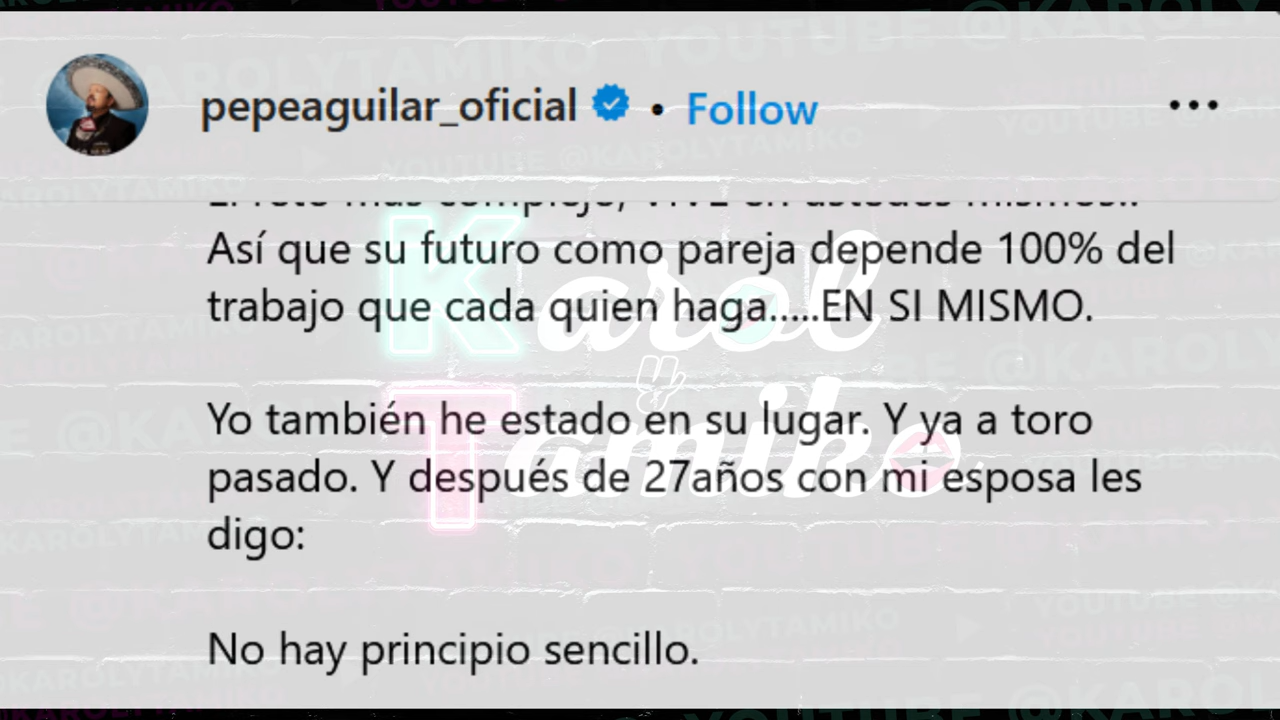 pepeaguilar_oficial • Follow •••
Así que su futuro como pareja depende 100% del
trabajo que cada quien haga.....EN SI MISMO.
Yo también he estado en su lugar. Y ya a toro
pasado. Y después de 27años con mi esposa les
digo:
No hay principio sencillo.
Karol
Tamiko